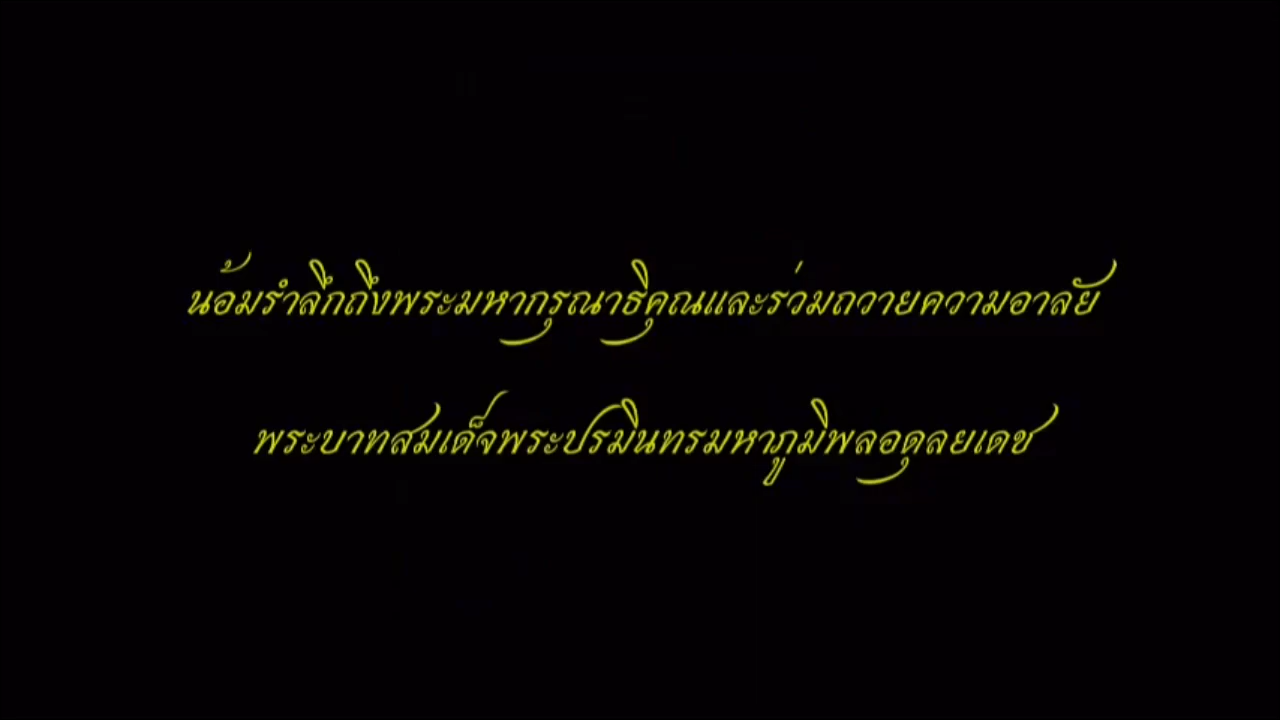 น้อมรำลึกถึงพระมหากรุณาธิคุณและร่วมถวายความอาลัย
พระบาทสมเด็จพระปรมินทรมหาภูมิพลอดุลยเดช